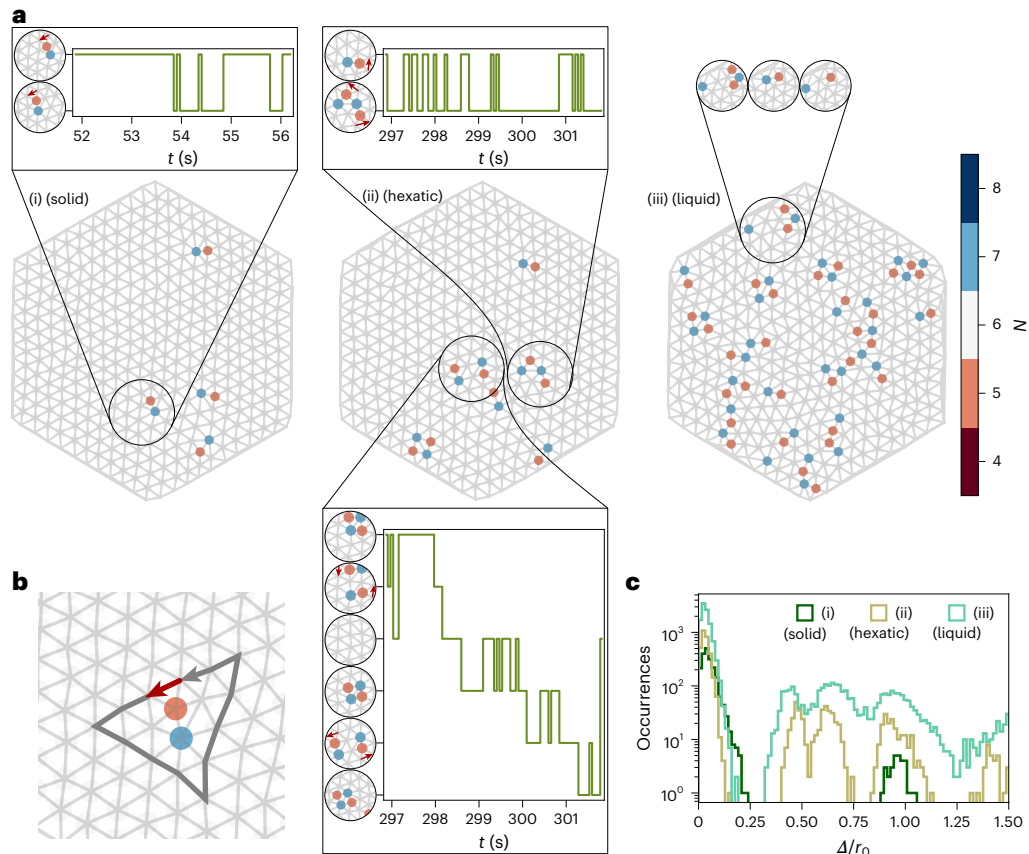 a
52 53 54 55 56
t (s)
297 298 299 300 301
t (s)
(i) (solid)
(ii) (hexatic)
(iii) (liquid)
8
7
6
5
4
N
297 298 299 300 301
t (s)
b
c
Occurrences
10³
10²
10¹
10⁰
(i) (ii) (iii)
(solid) (hexatic) (liquid)
0 0.25 0.50 0.75 1.00 1.25 1.50
Δ/r₀